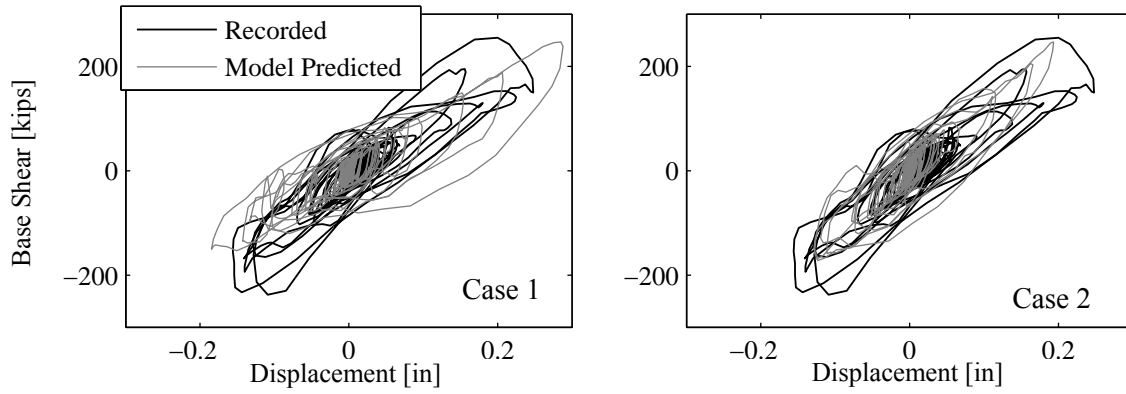 Recorded
Model Predicted
Base Shear [kips]
200
0
−200
Case 1
−0.2
0
0.2
Displacement [in]
200
0
−200
Case 2
−0.2
0
0.2
Displacement [in]